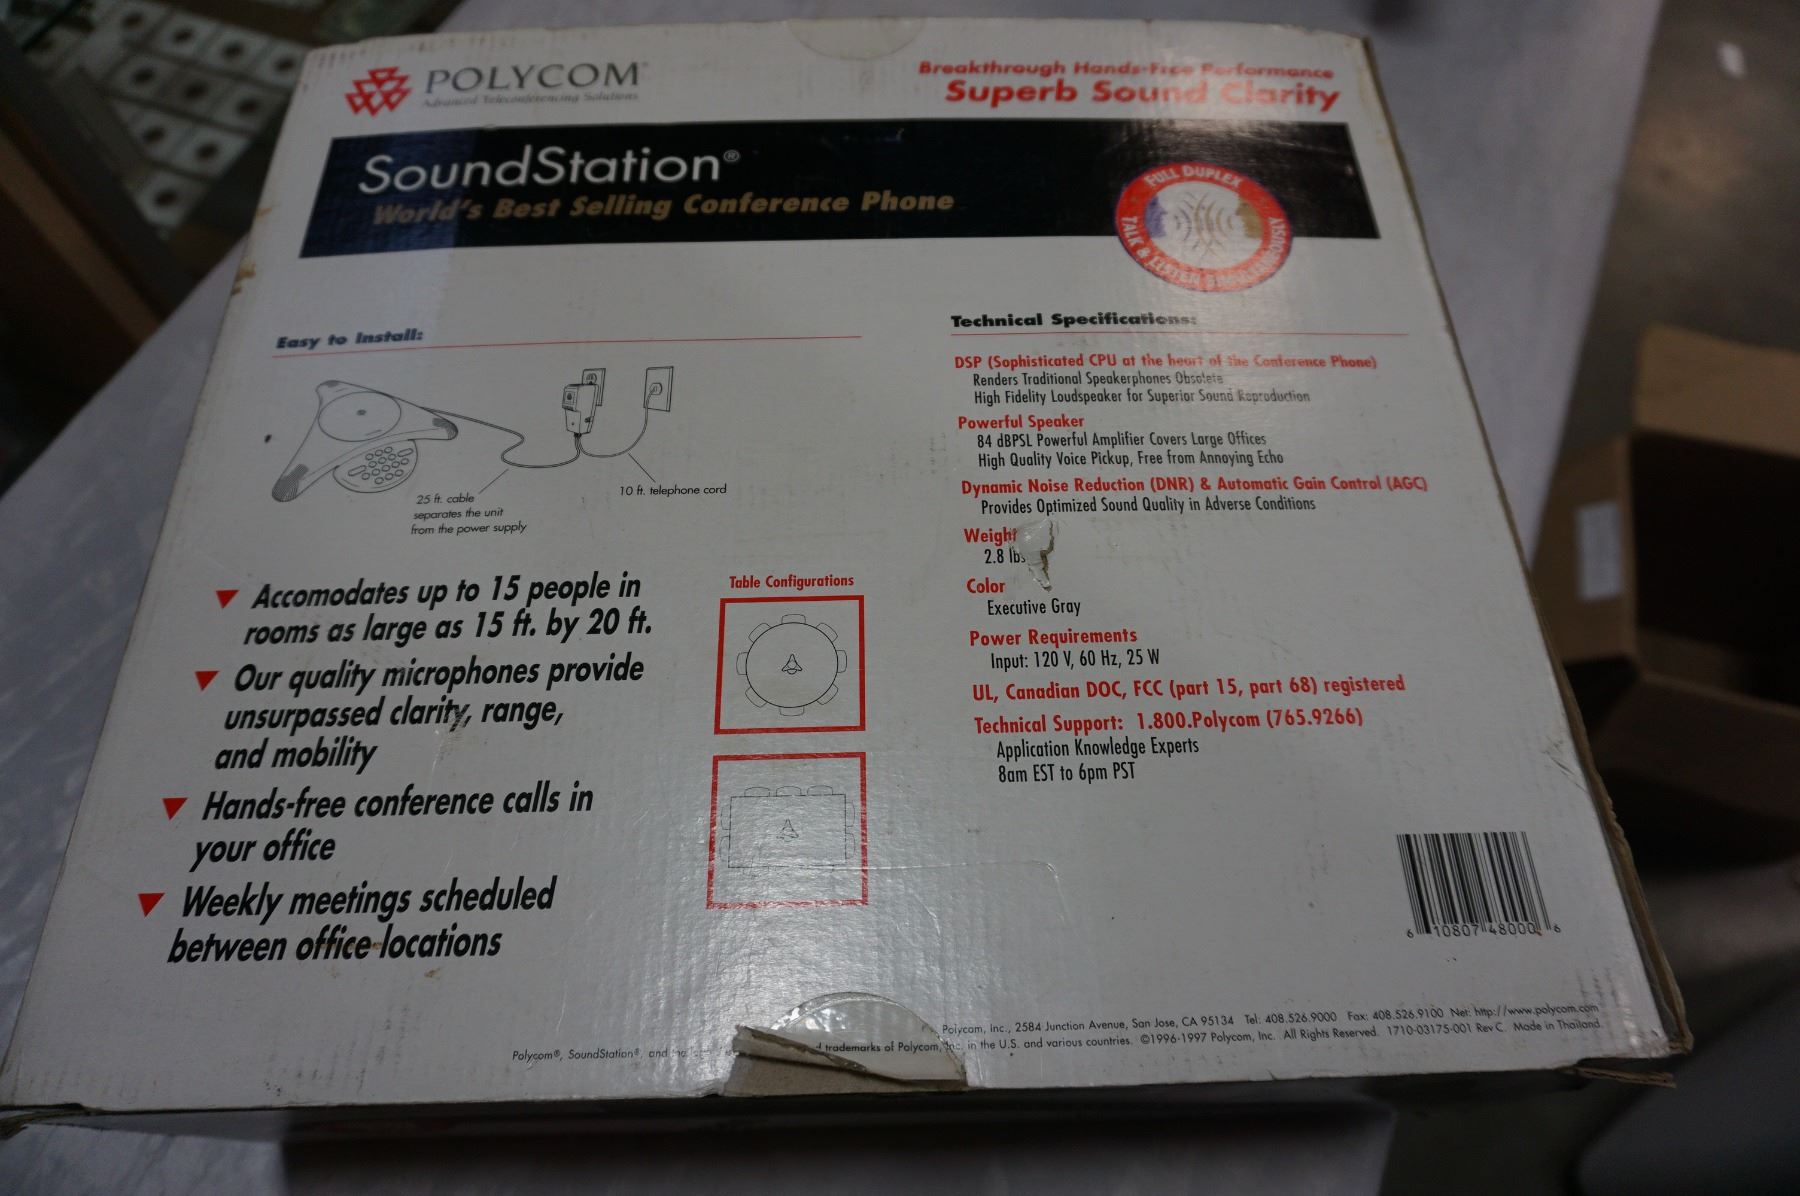 POLYCOM®
Advanced Teleconferencing Solutions
Breakthrough Hands-Free Performance
Superb Sound Clarity
SoundStation®
World's Best Selling Conference Phone
FULL DUPLEX
TALK & LISTEN SIMULTANEOUSLY
Easy to Install:
25 ft. cable
separates the unit
from the power supply
10 ft. telephone cord
Accomodates up to 15 people in
rooms as large as 15 ft. by 20 ft.
Our quality microphones provide
unsurpassed clarity, range,
and mobility
Hands-free conference calls in
your office
Weekly meetings scheduled
between office locations
Table Configurations
Technical Specifications:
DSP (Sophisticated CPU at the heart of the Conference Phone)
Renders Traditional Speakerphones Obsolete
High Fidelity Loudspeaker for Superior Sound Reproduction
Powerful Speaker
84 dBPSL Powerful Amplifier Covers Large Offices
High Quality Voice Pickup, Free from Annoying Echo
Dynamic Noise Reduction (DNR) & Automatic Gain Control (AGC)
Provides Optimized Sound Quality in Adverse Conditions
Weight
2.8 lbs
Color
Executive Gray
Power Requirements
Input: 120 V, 60 Hz, 25 W
UL, Canadian DOC, FCC (part 15, part 68) registered
Technical Support: 1.800.Polycom (765.9266)
Application Knowledge Experts
8am EST to 6pm PST
6 10807 48000 6
Polycom, Inc., 2584 Junction Avenue, San Jose, CA 95134 Tel: 408.526.9000 Fax: 408.526.9100 Net: http://www.polycom.com
Polycom®, SoundStation®, and trademarks of Polycom, Inc. in the U.S. and various countries. ©1996-1997 Polycom, Inc. All Rights Reserved. 1710-03175-001 Rev C. Made in Thailand.